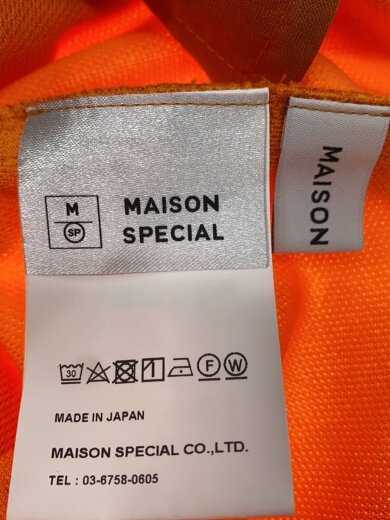 M
SP
MAISON
SPECIAL
MAISON
30
F
W
MADE IN JAPAN
MAISON SPECIAL CO.,LTD.
TEL : 03-6758-0605